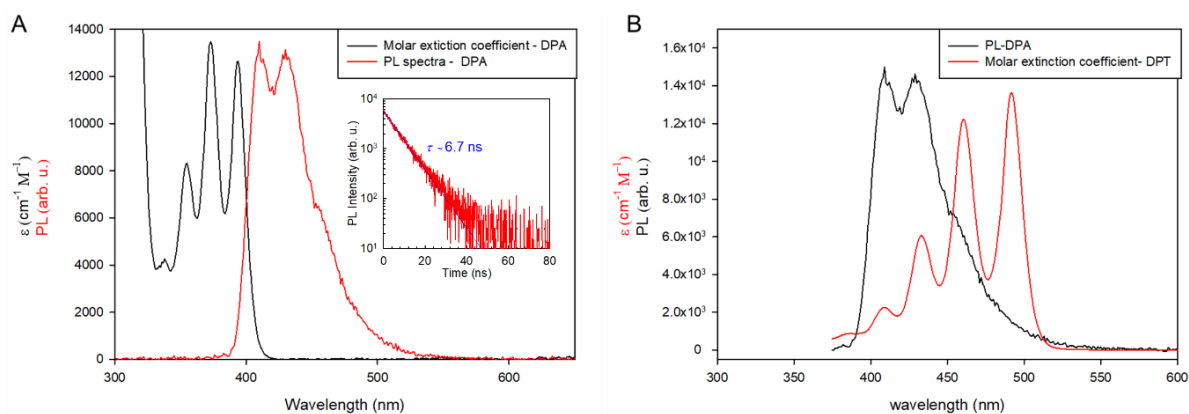 A
14000
12000
10000
8000
6000
4000
2000
0
ε (cm⁻¹ M⁻¹)
PL (arb. u.)
Molar extiction coefficient - DPA
PL spectra - DPA
10⁴
10³
10²
10¹
PL Intensity (arb. u.)
τ ~ 6.7 ns
0 20 40 60 80
Time (ns)
300 400 500 600
Wavelength (nm)
B
1.6x10⁴
1.4x10⁴
1.2x10⁴
10⁴
8.0x10³
6.0x10³
4.0x10³
2.0x10³
0
ε (cm⁻¹ M⁻¹)
PL (arb. u.)
PL-DPA
Molar extinction coefficient- DPT
300 350 400 450 500 550 600
wavelength (nm)